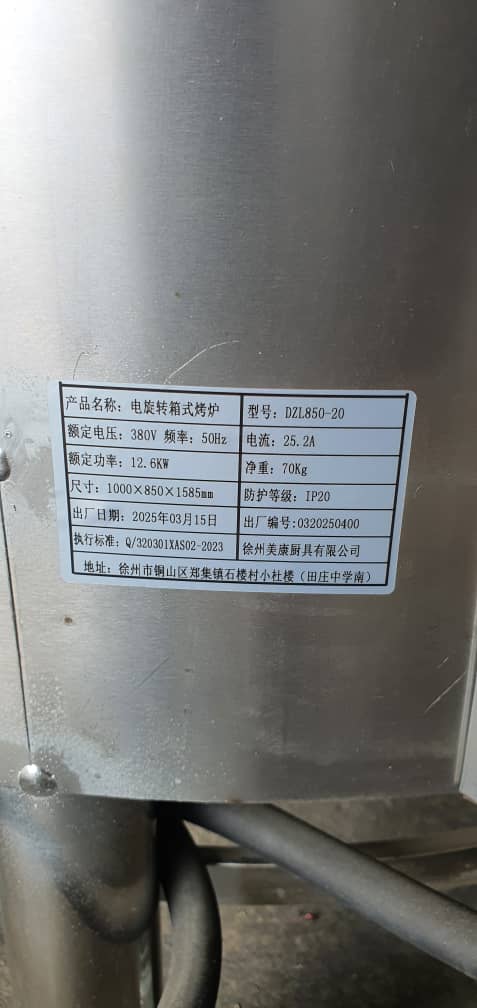 产品名称：电旋转箱式烤炉 型号：DZL850-20
额定电压：380V 频率：50Hz 电流：25.2A
额定功率：12.6KW 净重：70Kg
尺寸：1000×850×1585mm 防护等级：IP20
出厂日期：2025年03月15日 出厂编号:0320250400
执行标准：Q/320301XAS02-2023 徐州美康厨具有限公司
地址：徐州市铜山区郑集镇石楼村小杜楼（田庄中学南）